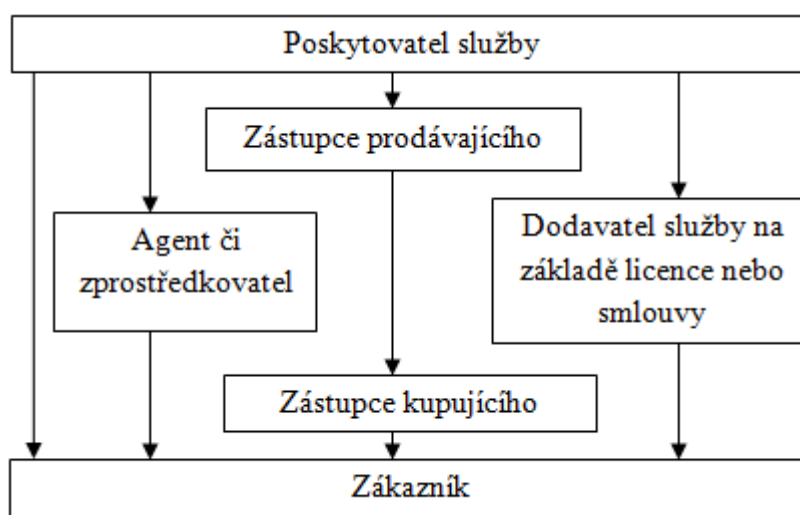 Poskytovatel služby
Zástupce prodávajícího
Agent či
zprostředkovatel
Dodavatel služby na
základě licence nebo
smlouvy
Zástupce kupujícího
Zákazník